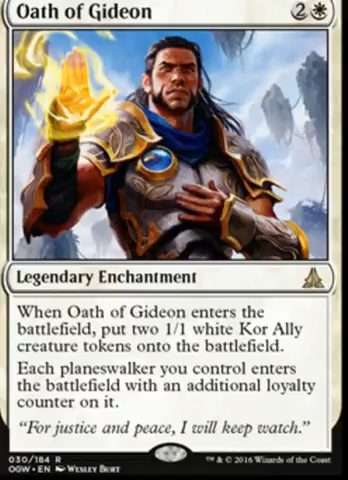 Oath of Gideon 2
Legendary Enchantment
When Oath of Gideon enters the
battlefield, put two 1/1 white Kor Ally
creature tokens onto the battlefield.
Each planeswalker you control enters
the battlefield with an additional loyalty
counter on it.
“For justice and peace, I will keep watch.”
030/184 R
OGW • EN Wesley Burt
™ & © 2016 Wizards of the Coast